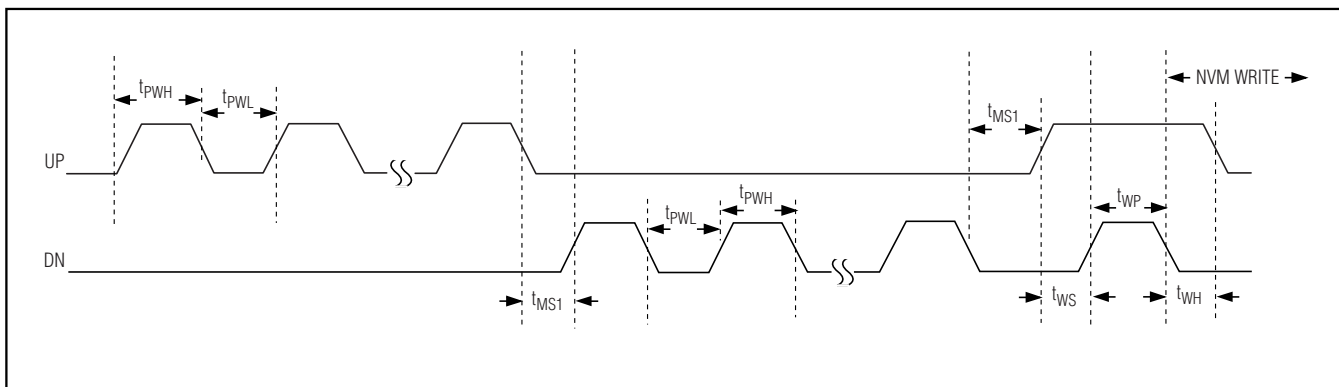 NVM WRITE
tPWH
tPWL
tMS1
UP
tPWL
tPWH
tWP
DN
tMS1
tWS
tWH